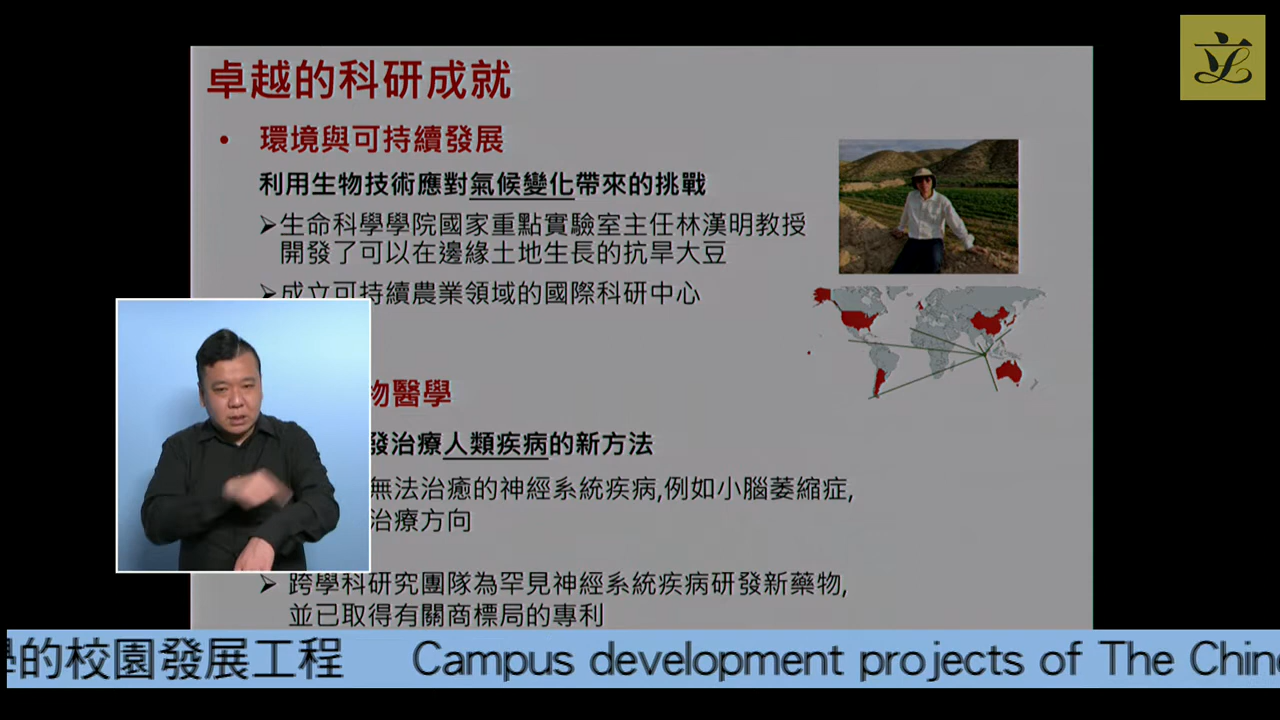 卓越的科研成就
• 環境與可持續發展
利用生物技術應對氣候變化帶來的挑戰
➢生命科學學院國家重點實驗室主任林漢明教授
開發了可以在邊緣土地生長的抗旱大豆
➢成立可持續農業領域的國際科研中心
物醫學
發治療人類疾病的新方法
無法治癒的神經系統疾病,例如小腦萎縮症,
治療方向
➢ 跨學科研究團隊為罕見神經系統疾病研發新藥物,
並已取得有關商標局的專利
學的校園發展工程 Campus development projects of The Chin